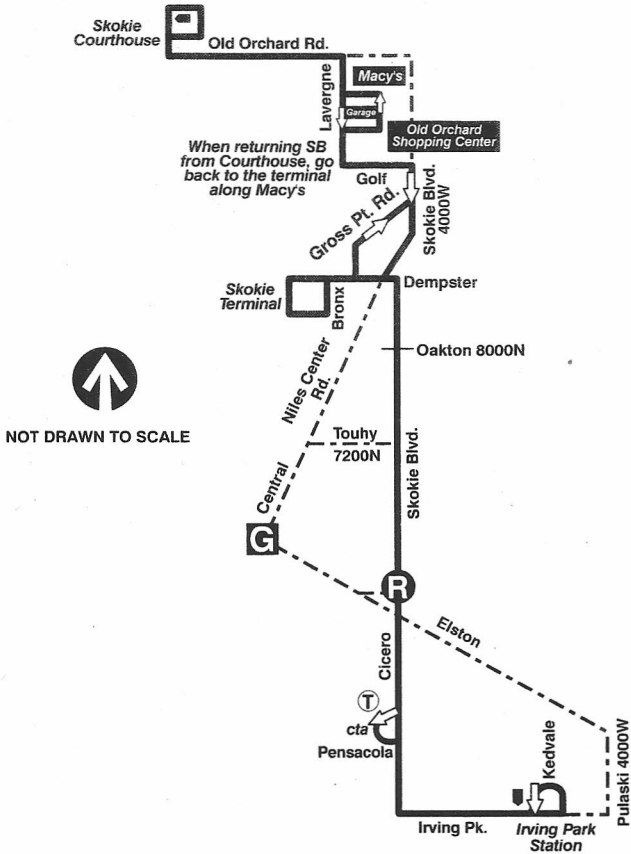 Skokie
Courthouse
Old Orchard Rd.
Macy's
Lavergne
Garage
Old Orchard
Shopping Center
When returning SB
from Courthouse, go
back to the terminal
along Macy's
Golf
Skokie Blvd.
4000W
Gross Pt. Rd.
Skokie
Terminal
Bronx
Dempster
Oakton 8000N
Niles Center
Rd.
NOT DRAWN TO SCALE
Touhy
7200N
Skokie Blvd.
Central
G
R
Elston
Cicero
T
cta
Pensacola
Kedvale
Pulaski 4000W
Irving Pk.
Irving Park
Station